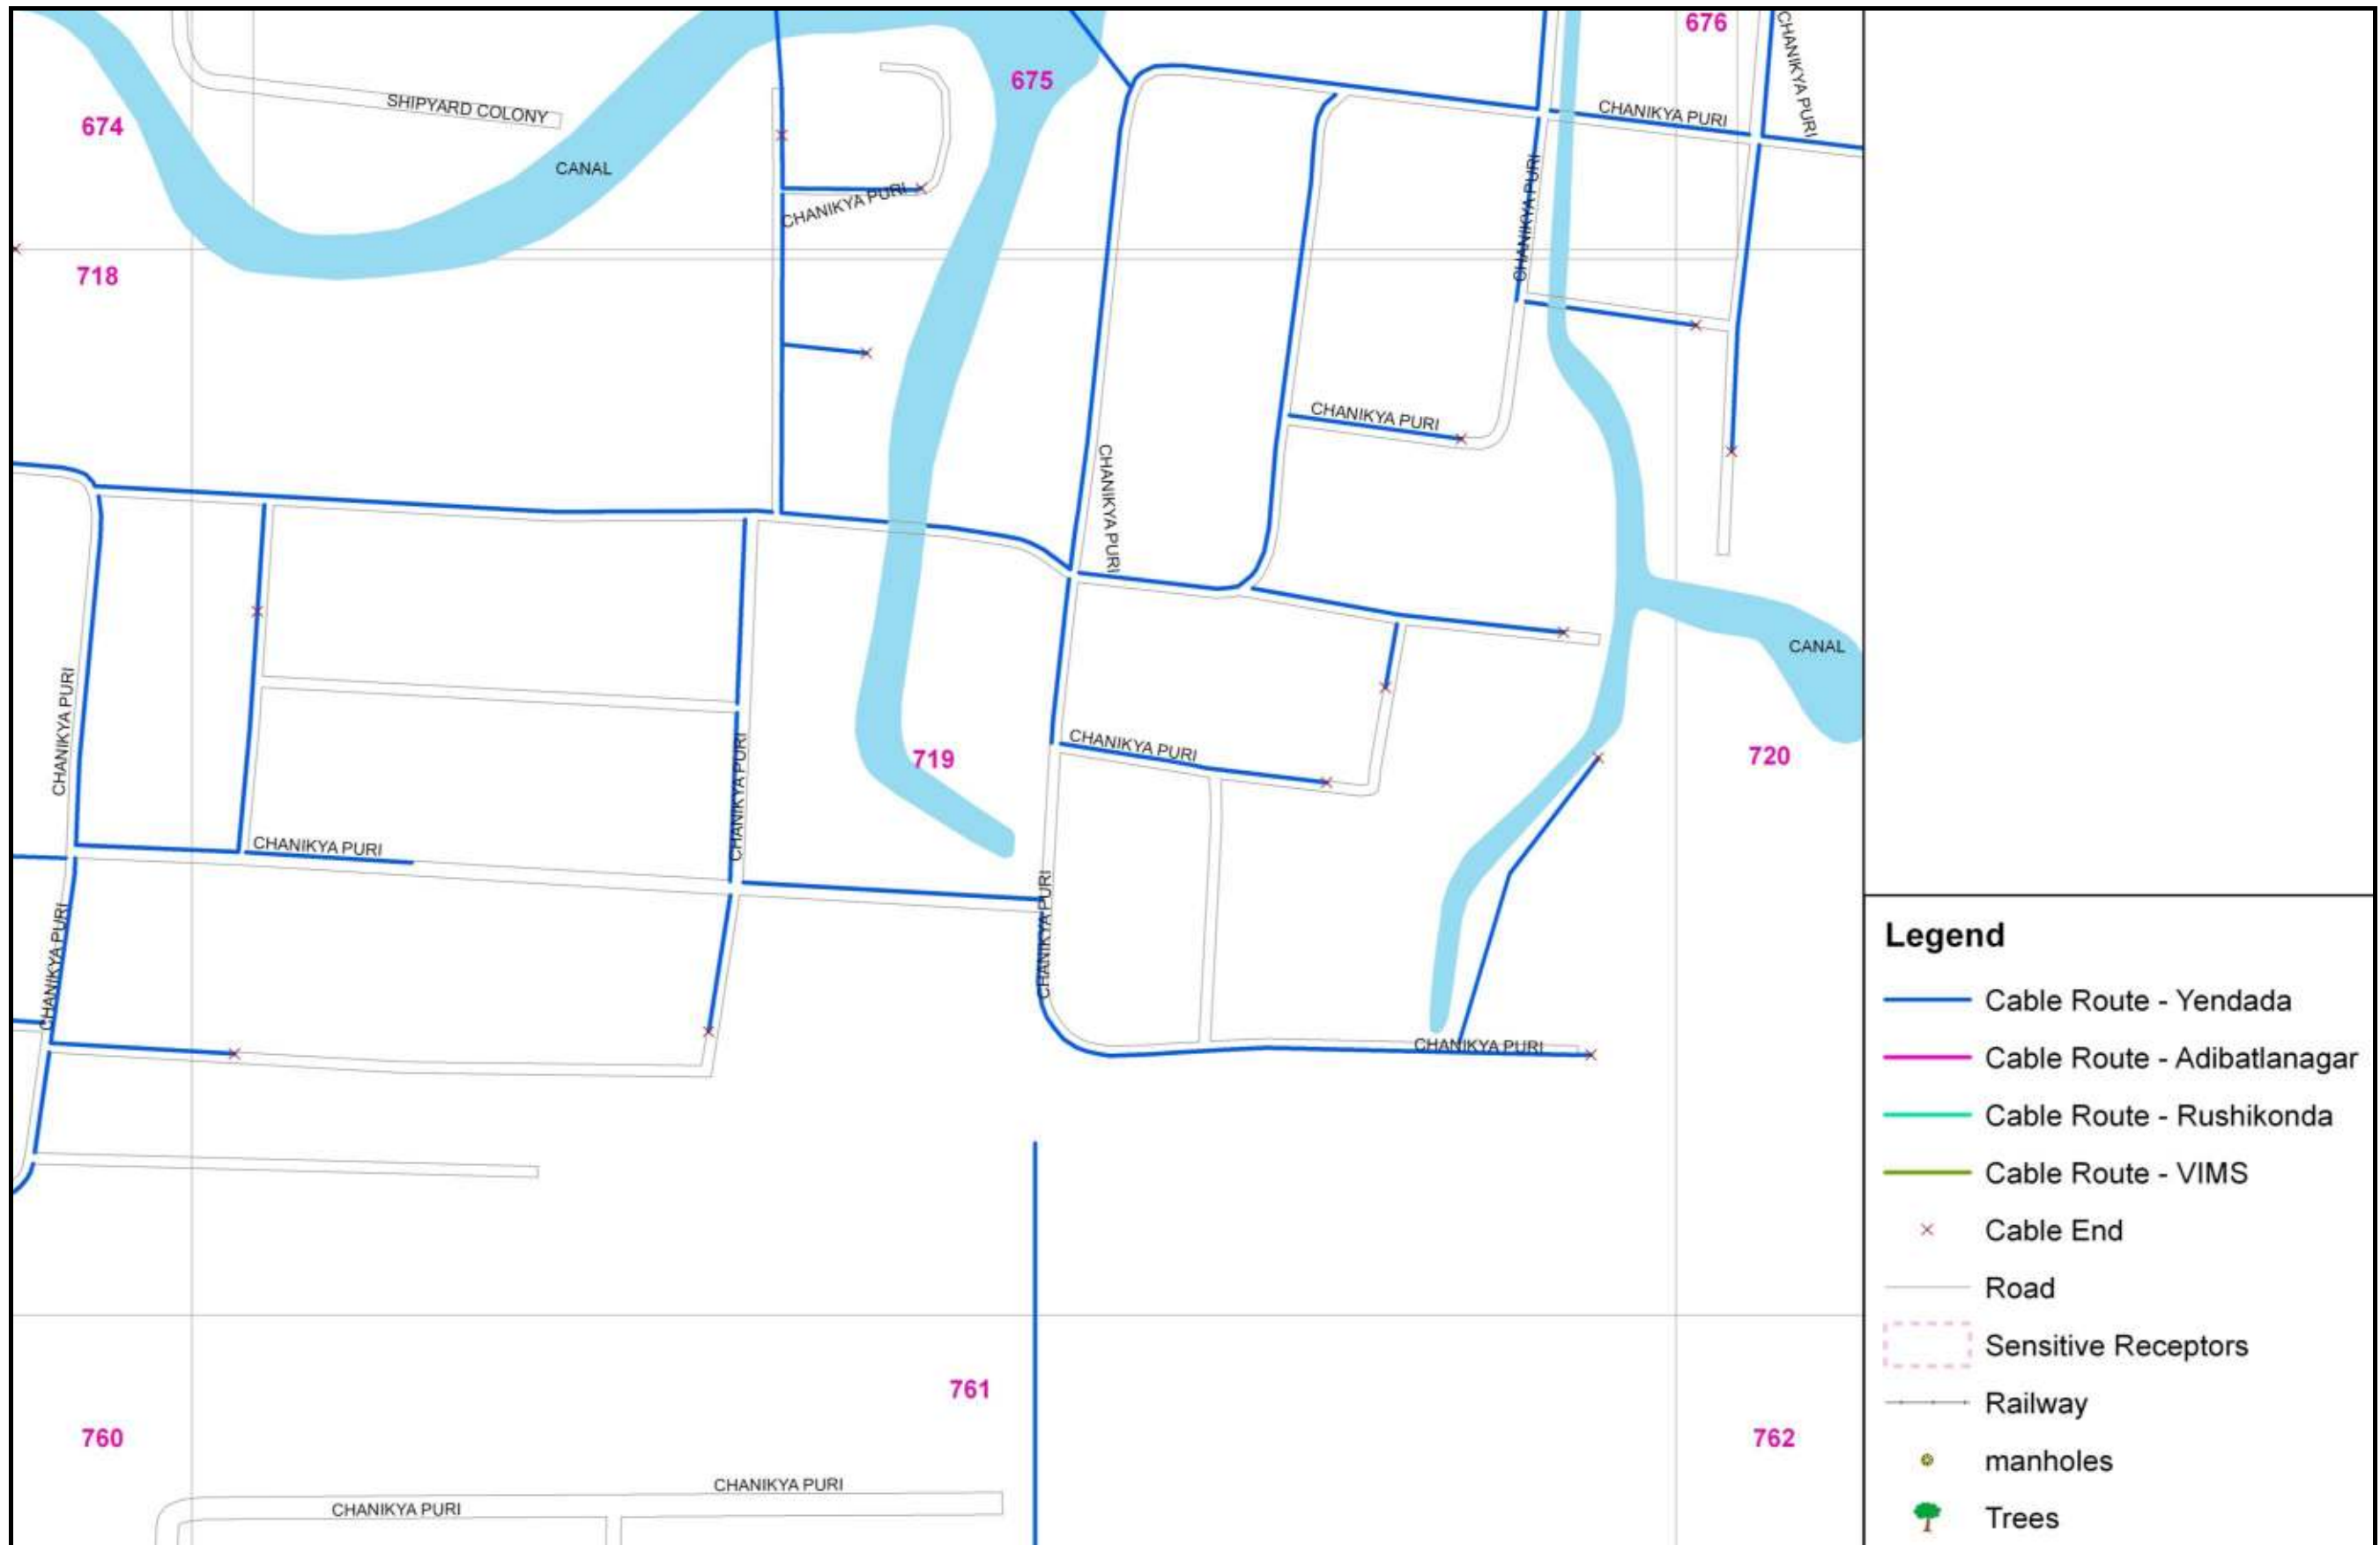 676
CHANIKYA PURI
675
SHIPYARD COLONY
CHANIKYA PURI
674
CANAL
CHANIKYA PURI
CHANIKYA PURI
718
CHANIKYA PURI
CHANIKYA PURI
CANAL
CHANIKYA PURI
CHANIKYA PURI
CHANIKYA PURI
719
720
CHANIKYA PURI
CHANIKYA PURI
CHANIKYA PURI
CHANIKYA PURI
761
760
762
CHANIKYA PURI
CHANIKYA PURI
Legend
Cable Route - Yendada
Cable Route - Adibatlanagar
Cable Route - Rushikonda
Cable Route - VIMS
Cable End
Road
Sensitive Receptors
Railway
manholes
Trees